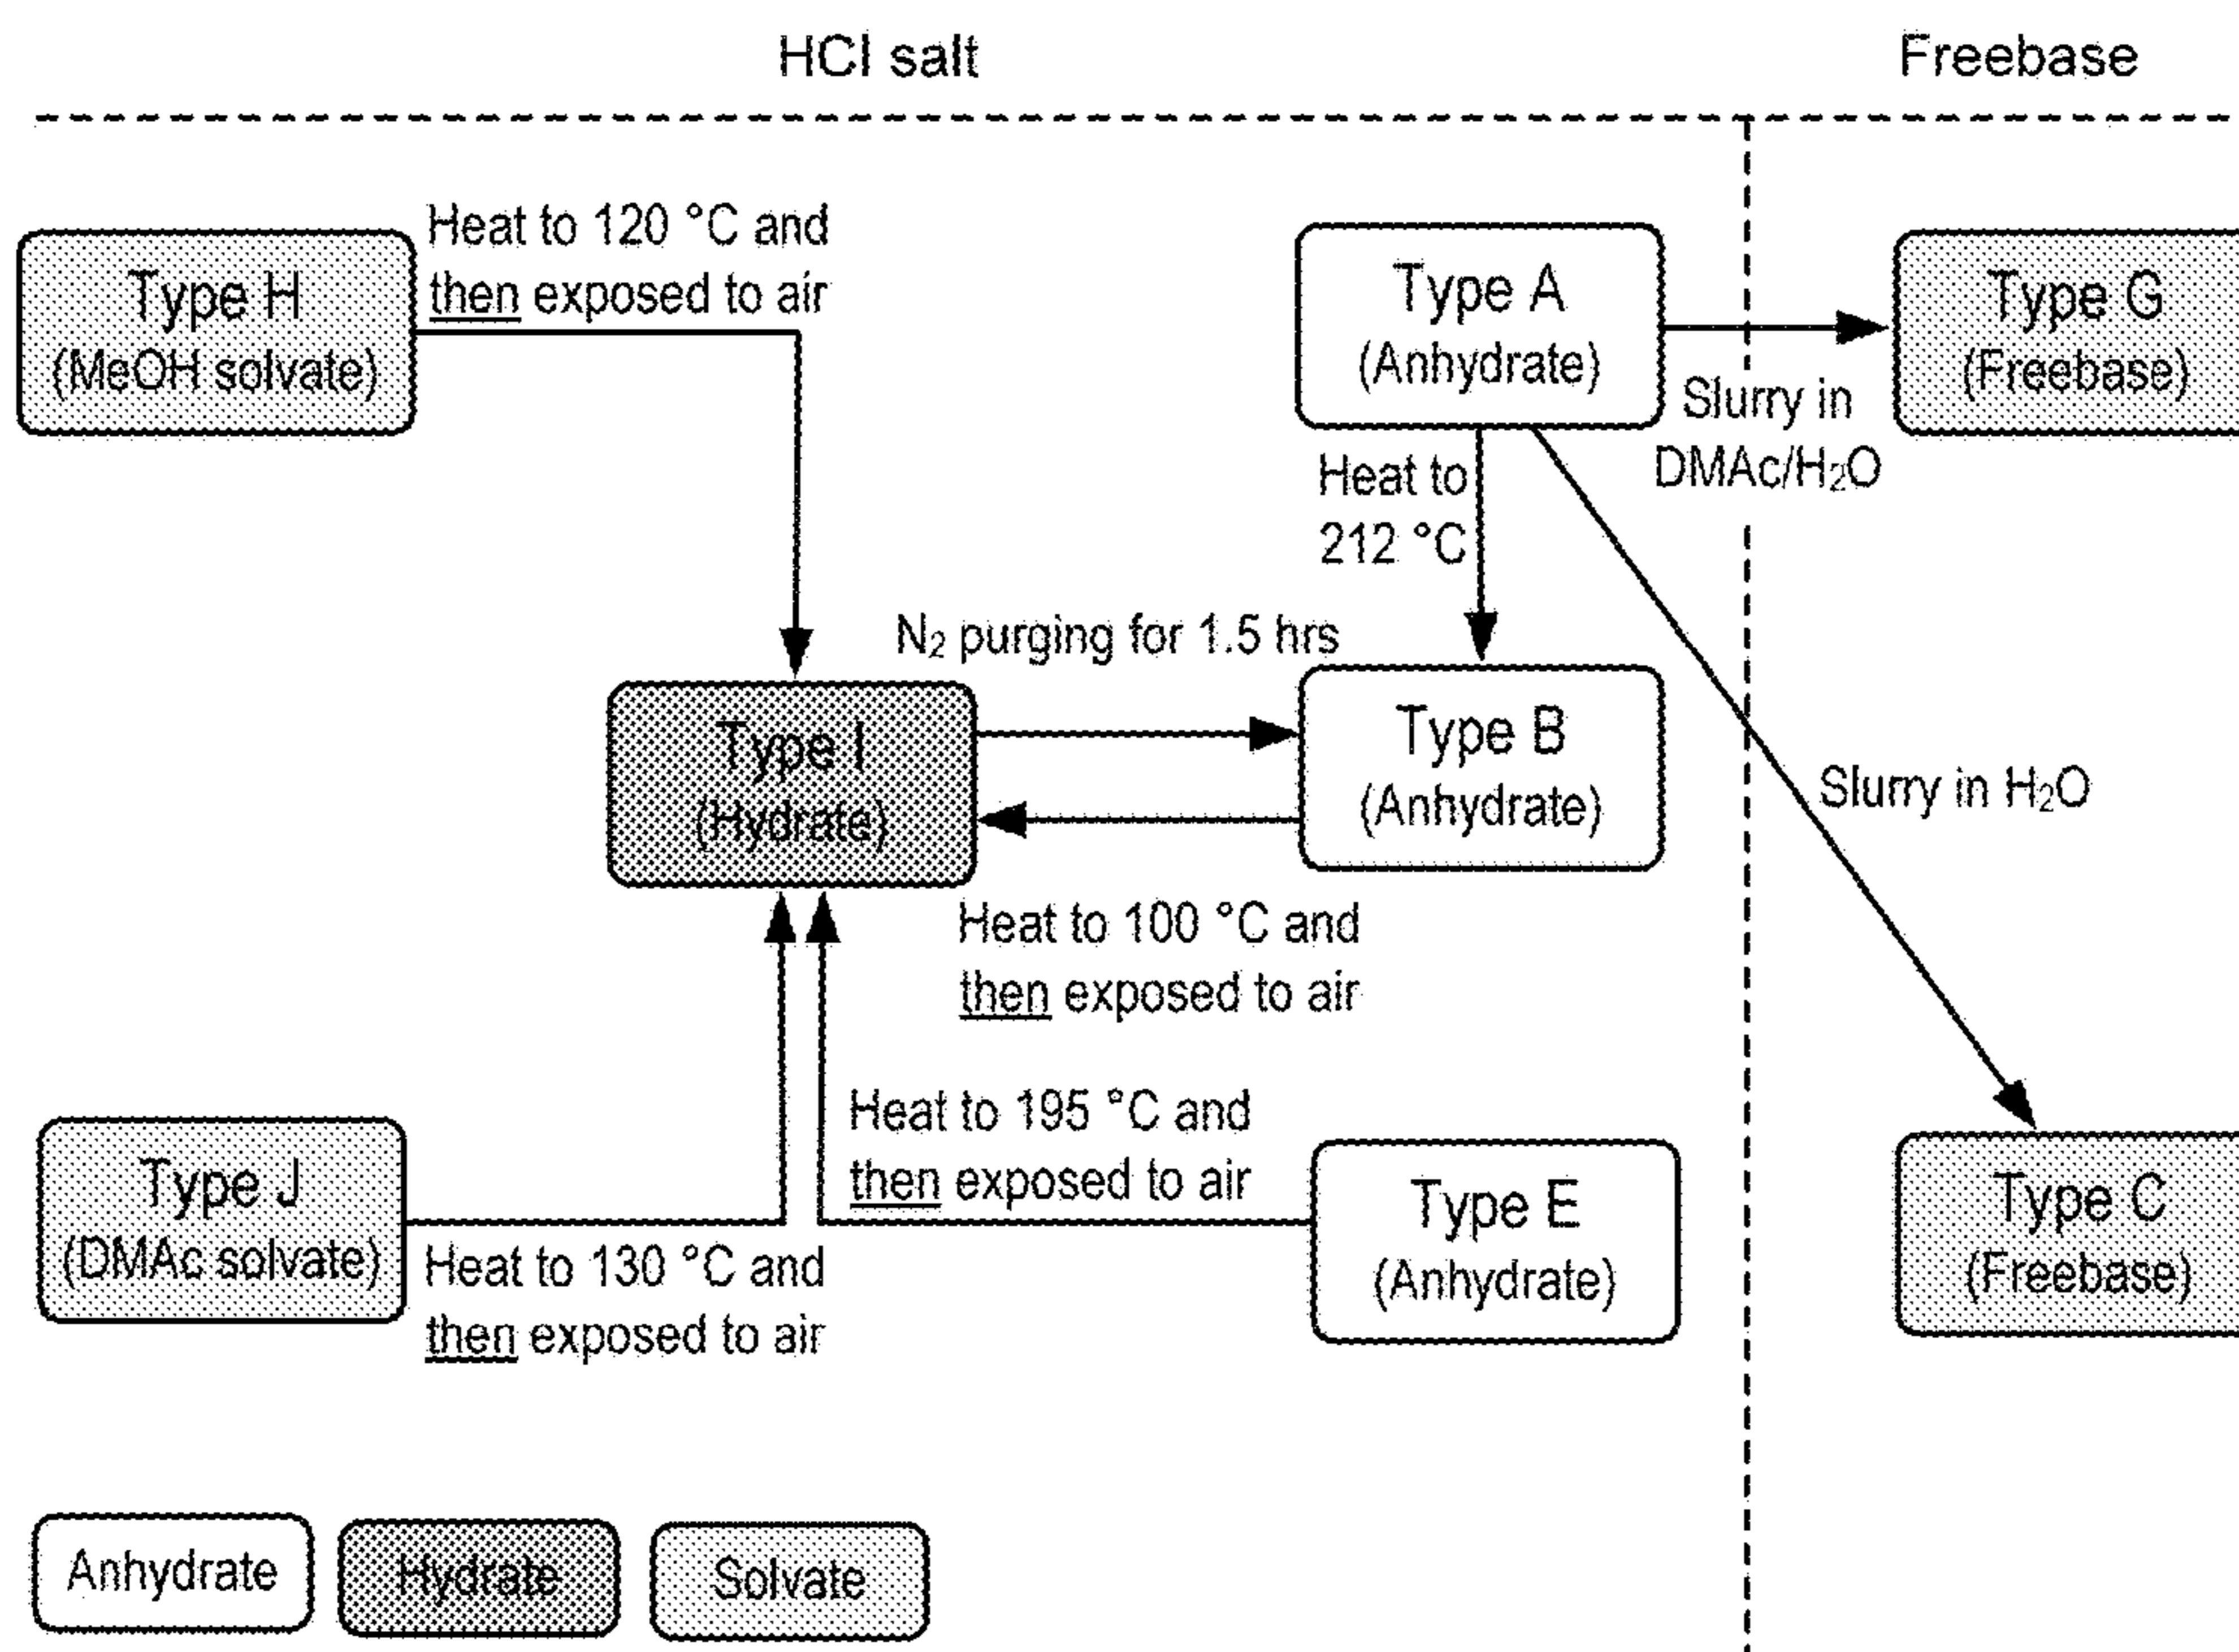 HCl salt
Freebase
Heat to 120 °C and
then exposed to air
Type H
(MeOH solvate)
Type A
(Anhydrate)
Type G
(Freebase)
Slurry in
DMAc/H₂O
Heat to
212 °C
N₂ purging for 1.5 hrs
Type I
(Hydrate)
Type B
(Anhydrate)
Slurry in H₂O
Heat to 100 °C and
then exposed to air
Heat to 195 °C and
then exposed to air
Type J
(DMAc solvate)
Heat to 130 °C and
then exposed to air
Type E
(Anhydrate)
Type C
(Freebase)
Anhydrate
Hydrate
Solvate